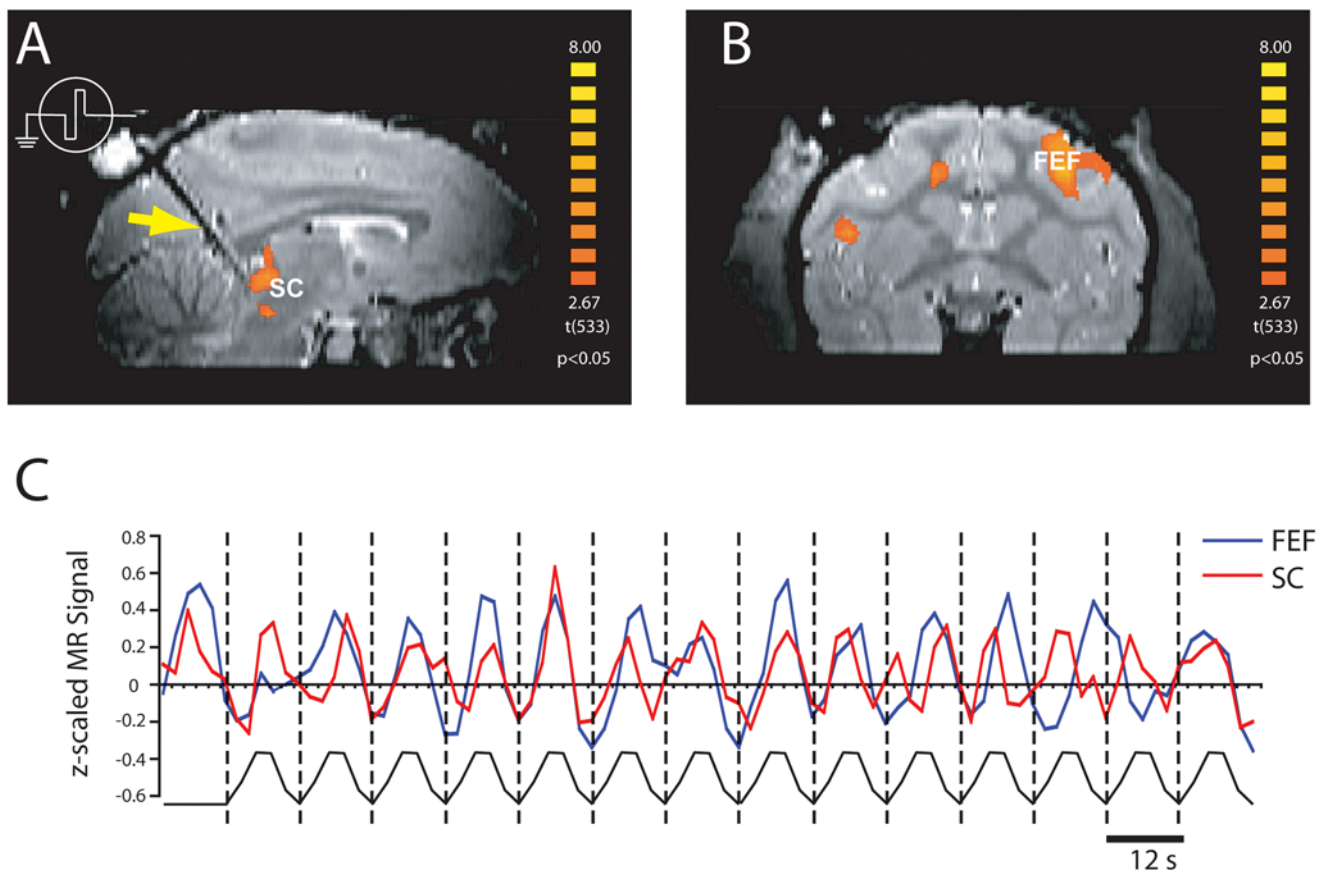 A
8.00
SC
2.67
t(533)
p<0.05
B
8.00
FEF
2.67
t(533)
p<0.05
C
z-scaled MR Signal
0.8
0.6
0.4
0.2
0
-0.2
-0.4
-0.6
FEF
SC
12 s